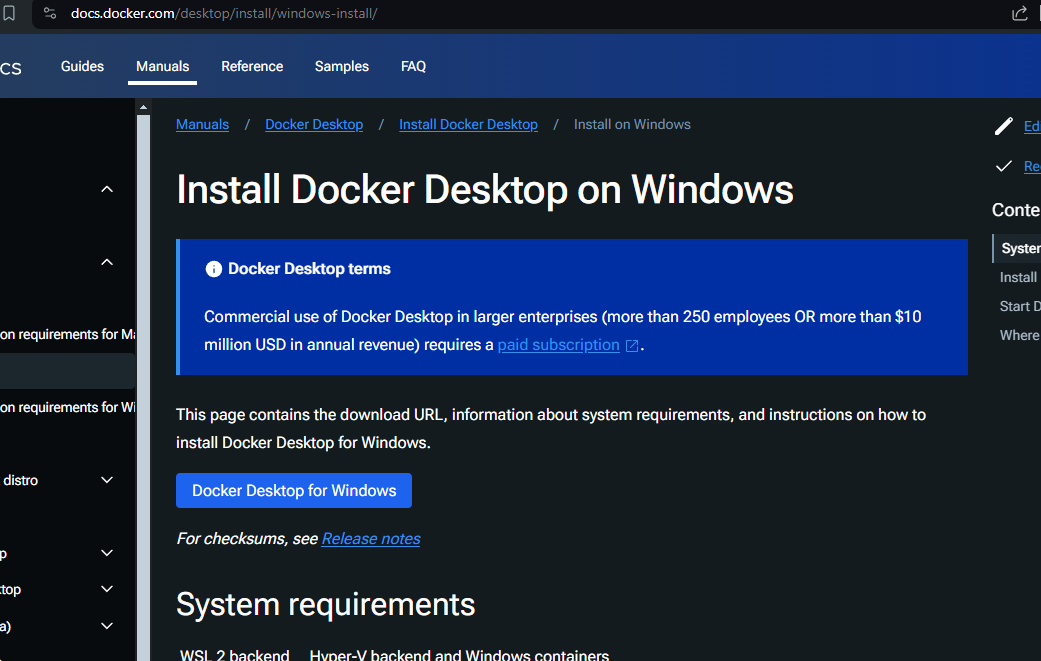 docs.docker.com/desktop/install/windows-install/
CS
Guides
Manuals
Reference
Samples
FAQ
Manuals / Docker Desktop / Install Docker Desktop / Install on Windows
Install Docker Desktop on Windows
Docker Desktop terms
Commercial use of Docker Desktop in larger enterprises (more than 250 employees OR more than $10
million USD in annual revenue) requires a paid subscription.
This page contains the download URL, information about system requirements, and instructions on how to
install Docker Desktop for Windows.
Docker Desktop for Windows
For checksums, see Release notes
System requirements
WSL 2 backend
Hyper-V backend and Windows containers
on requirements for Ma
on requirements for Wi
distro
p
top
a)
Ed
Re
Conte
System
Install
Start D
Where